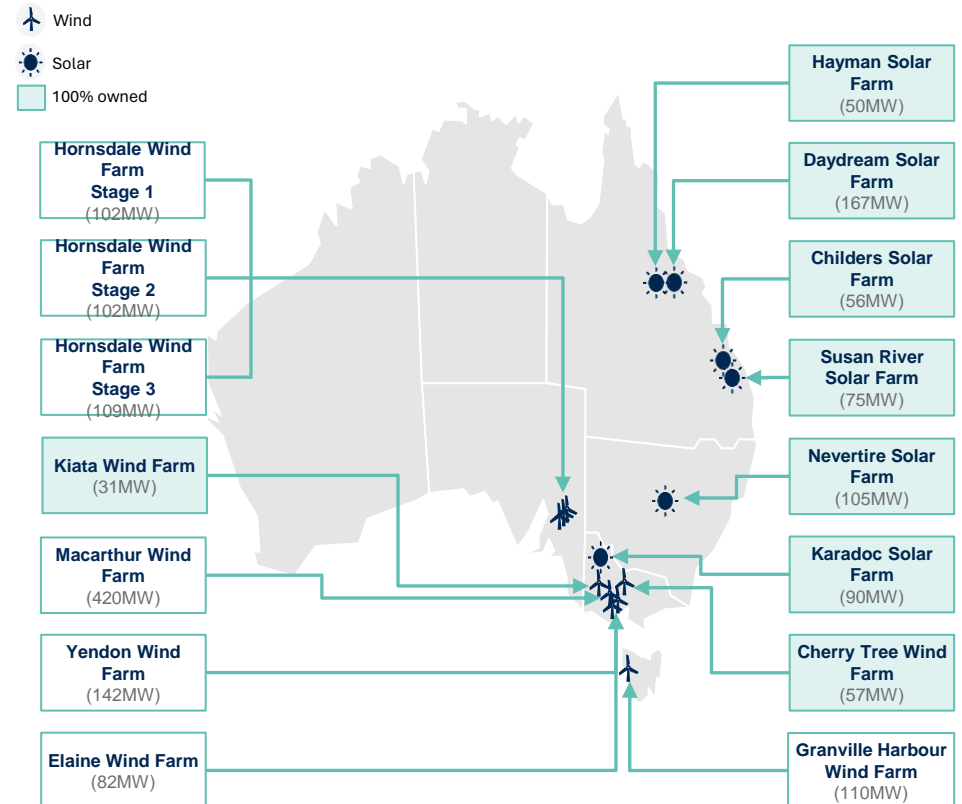 Wind
Solar
100% owned
Hornsdale Wind
Farm
Stage 1
(102MW)
Hornsdale Wind
Farm
Stage 2
(102MW)
Hornsdale Wind
Farm
Stage 3
(109MW)
Kiata Wind Farm
(31MW)
Macarthur Wind
Farm
(420MW)
Yendon Wind
Farm
(142MW)
Elaine Wind Farm
(82MW)
Hayman Solar
Farm
(50MW)
Daydream Solar
Farm
(167MW)
Childers Solar
Farm
(56MW)
Susan River
Solar Farm
(75MW)
Nevertire Solar
Farm
(105MW)
Karadoc Solar
Farm
(90MW)
Cherry Tree Wind
Farm
(57MW)
Granville Harbour
Wind Farm
(110MW)